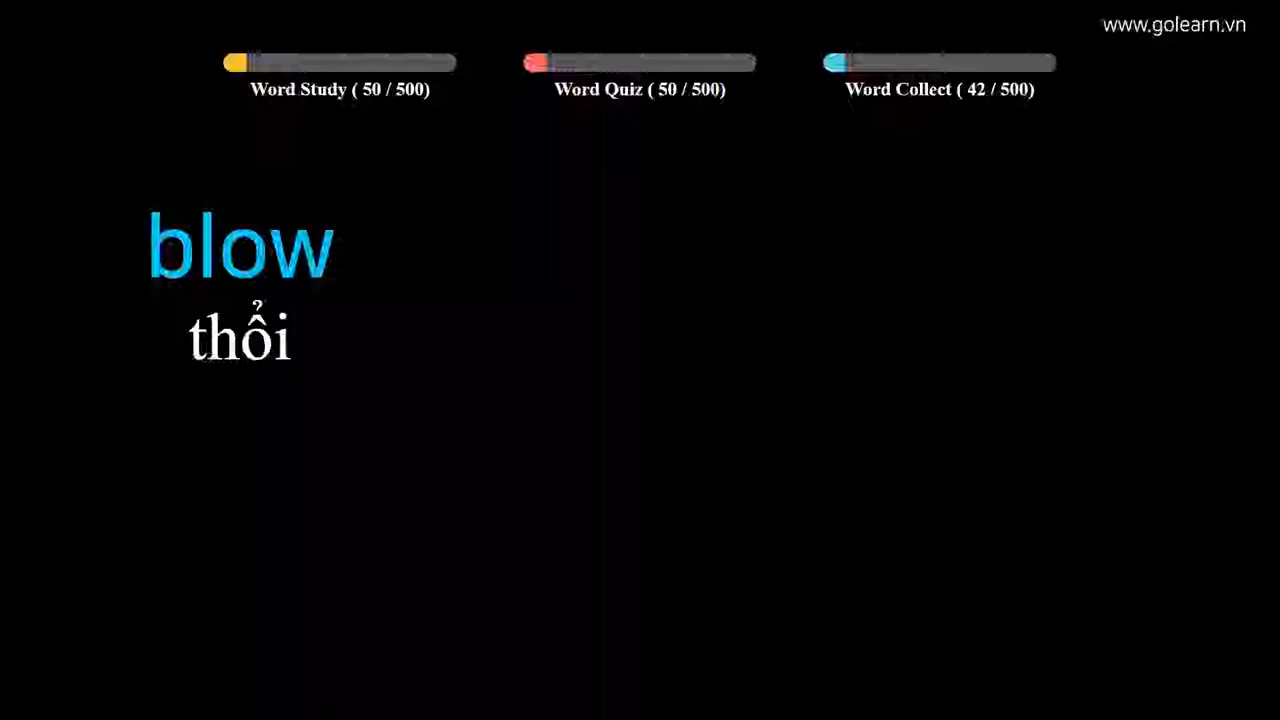 www.golearn.vn
Word Study ( 50 / 500)
Word Quiz ( 50 / 500)
Word Collect ( 42 / 500)
blow
thổi